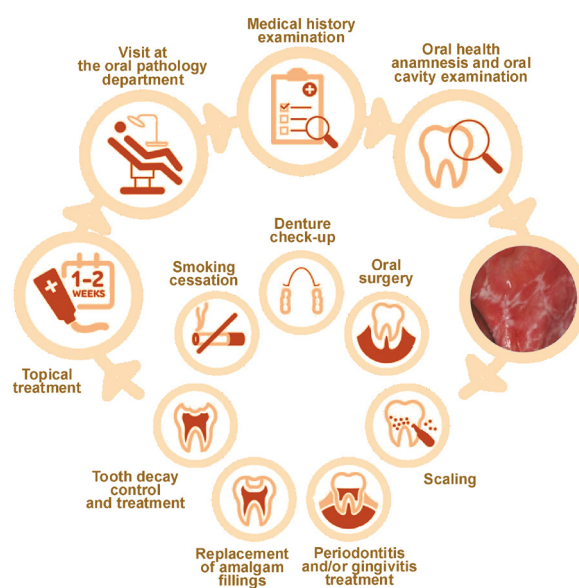 Medical history
examination
Visit at
the oral pathology
department
Oral health
anamnesis and oral
cavity examination
1-2
WEEKS
Topical
treatment
Denture
check-up
Smoking
cessation
Oral
surgery
Scaling
Tooth decay
control
and treatment
Replacement
of amalgam
fillings
Periodontitis
and/or gingivitis
treatment